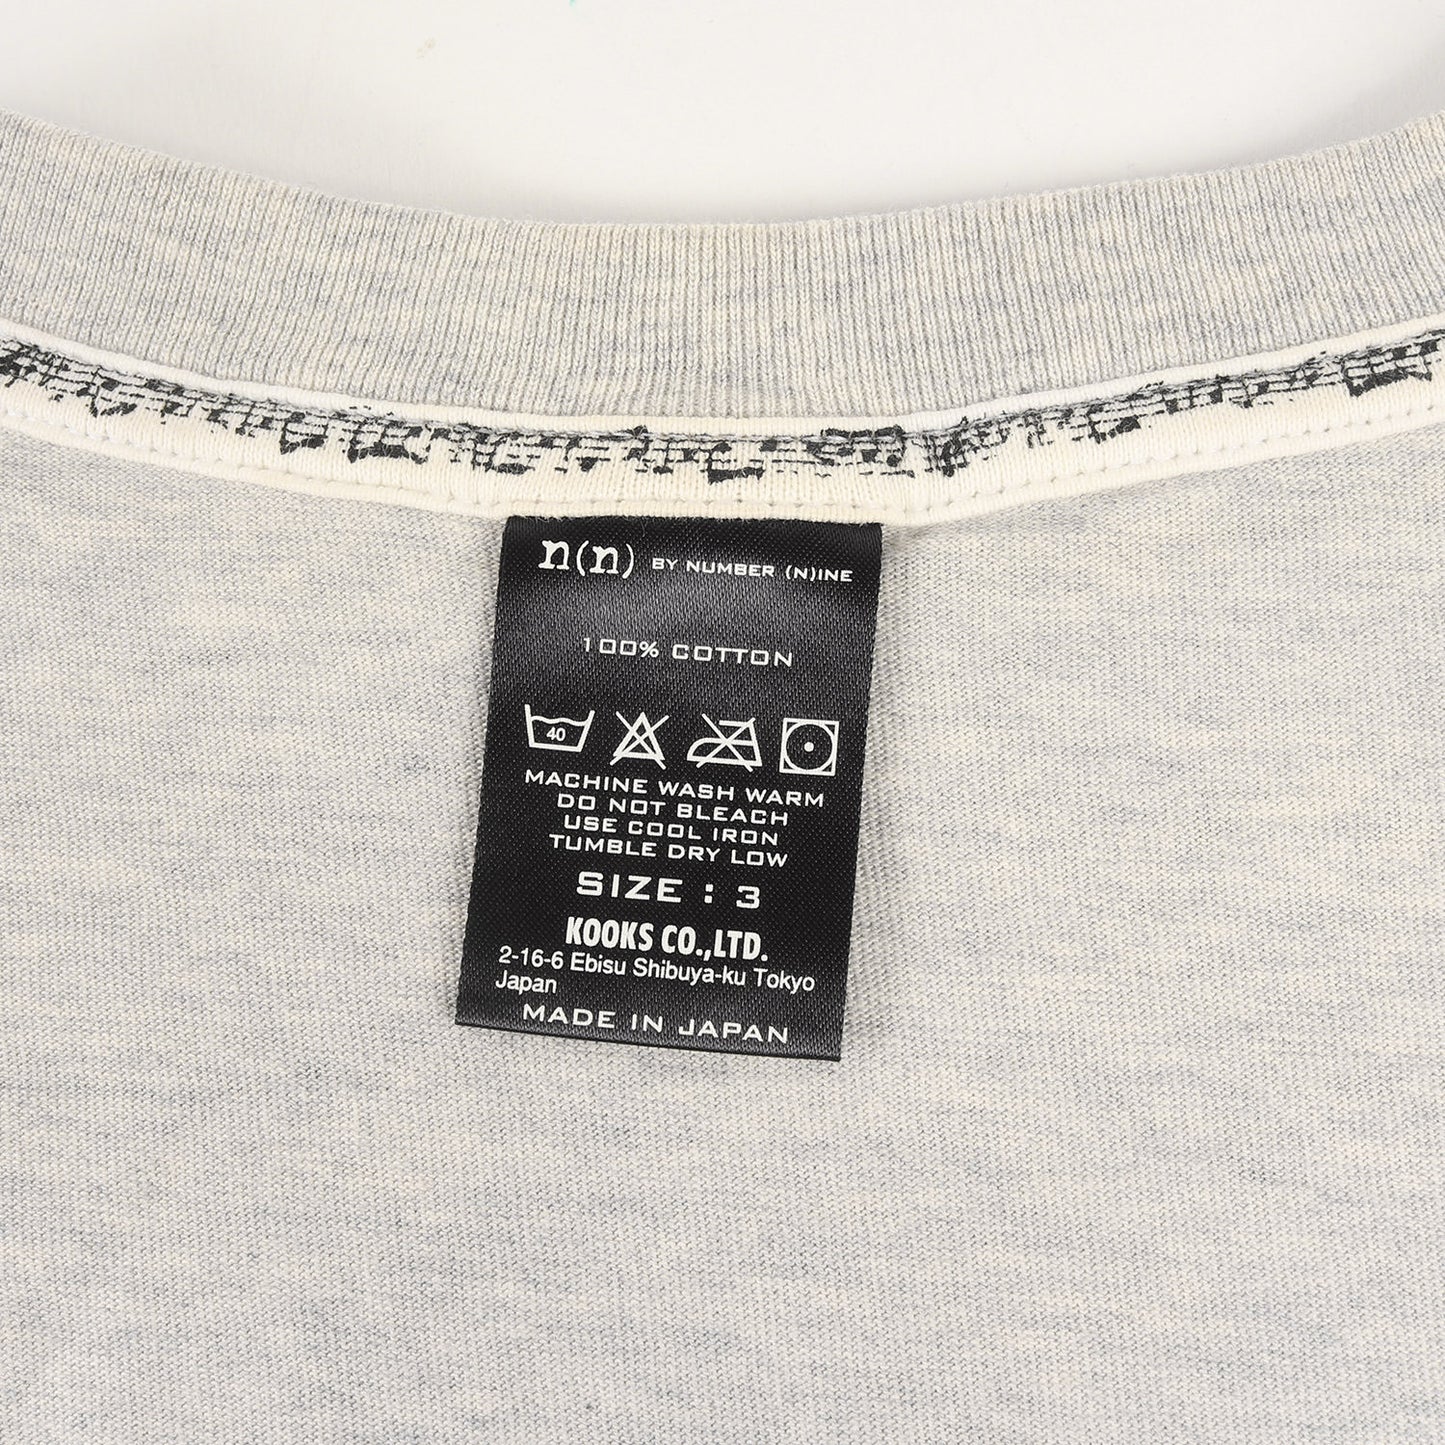 n(n) BY NUMBER (N)INE
100% COTTON
40
MACHINE WASH WARM
DO NOT BLEACH
USE COOL IRON
TUMBLE DRY LOW
SIZE : 3
KOOKS CO.,LTD.
2-16-6 Ebisu Shibuya-ku Tokyo
Japan
MADE IN JAPAN